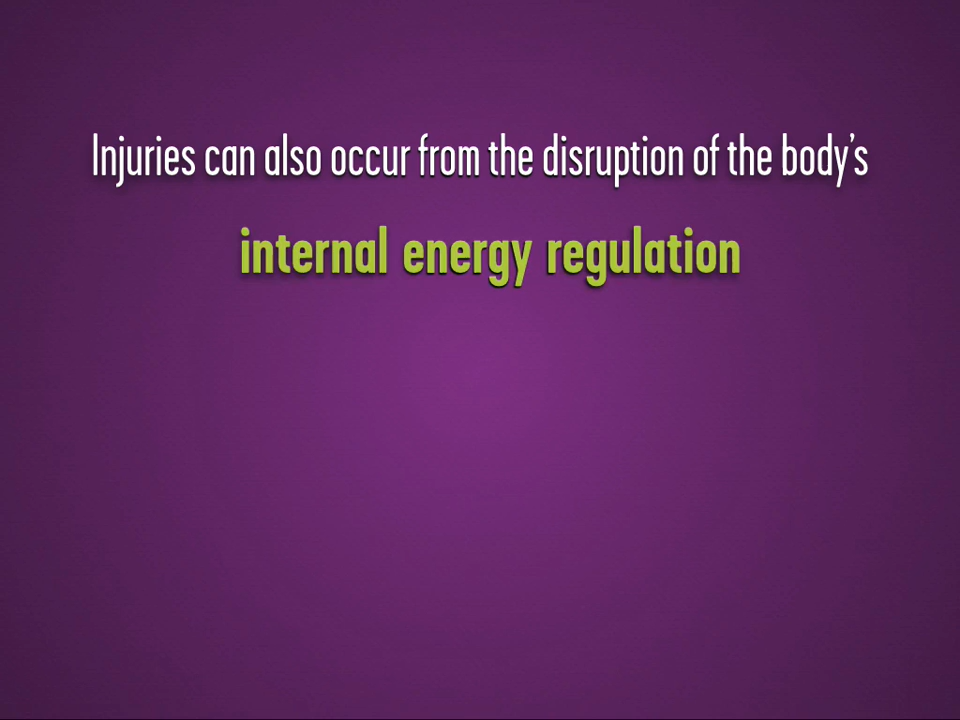 Injuries can also occur from the disruption of the body’s
internal energy regulation